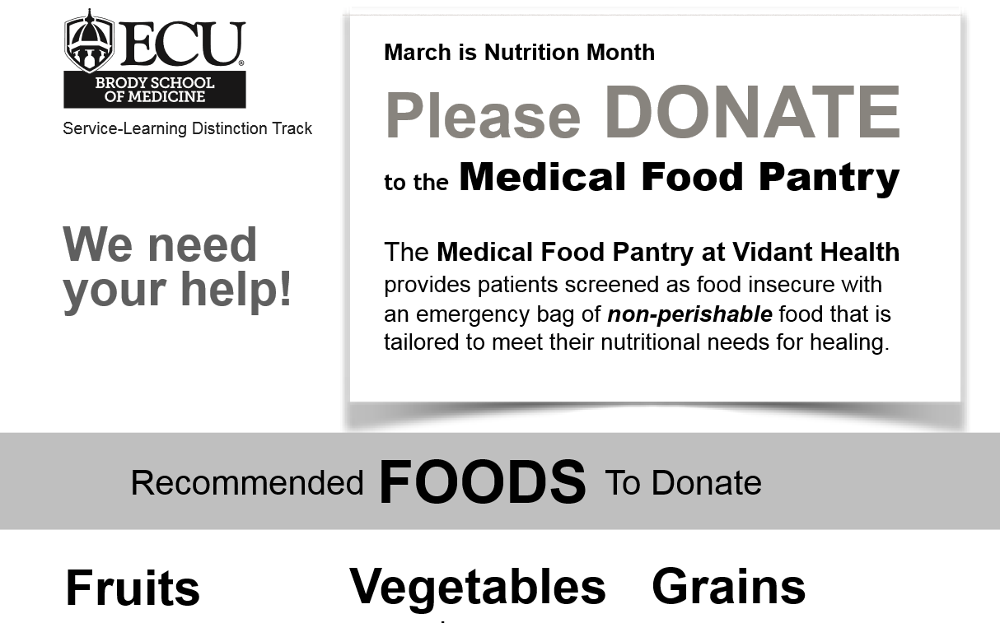 ECU®
BRODY SCHOOL
OF MEDICINE
Service-Learning Distinction Track
We need
your help!
March is Nutrition Month
Please DONATE
to the Medical Food Pantry
The Medical Food Pantry at Vidant Health
provides patients screened as food insecure with
an emergency bag of non-perishable food that is
tailored to meet their nutritional needs for healing.
Recommended FOODS To Donate
Fruits Vegetables Grains